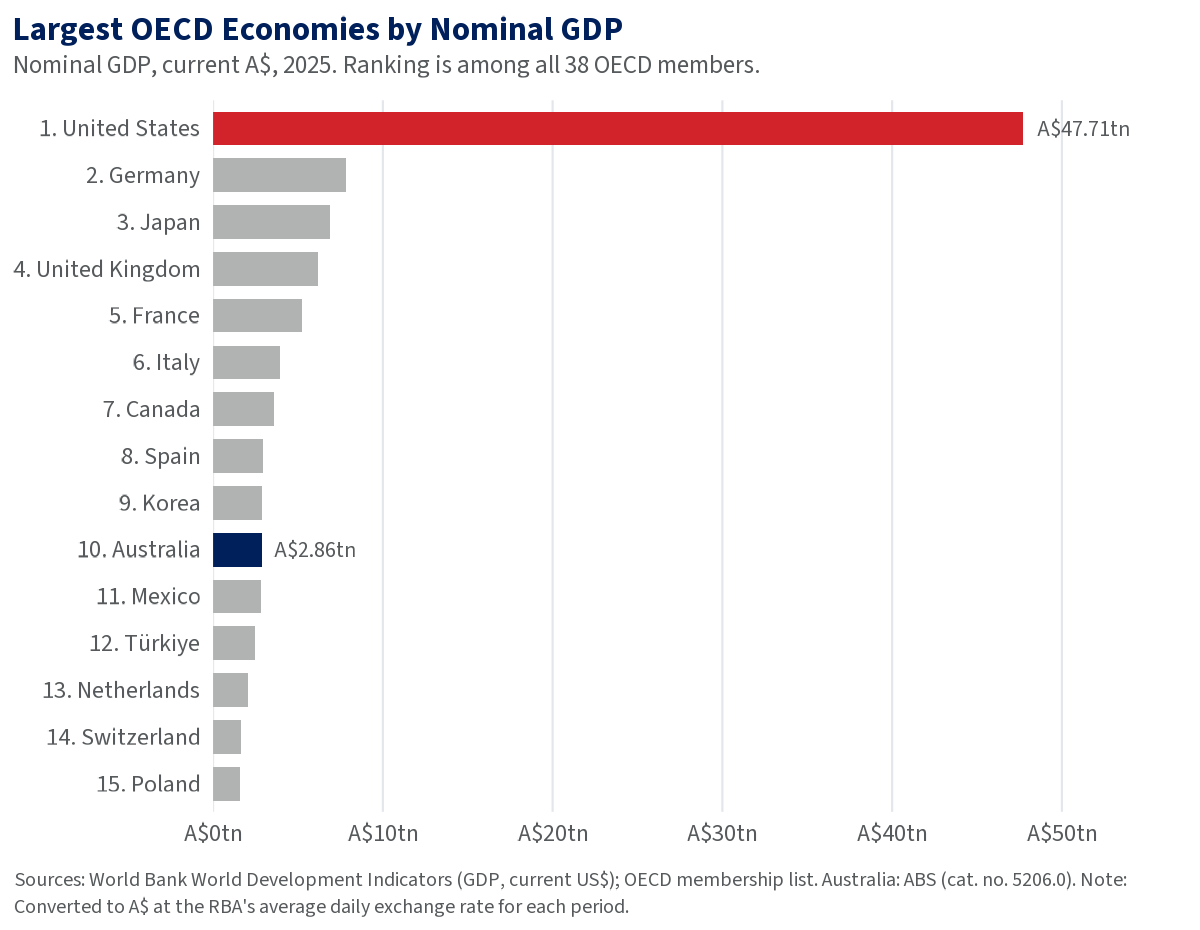 Largest OECD Economies by Nominal GDP
Nominal GDP, current A$, 2025. Ranking is among all 38 OECD members.
1. United States
A$47.71tn
2. Germany
3. Japan
4. United Kingdom
5. France
6. Italy
7. Canada
8. Spain
9. Korea
10. Australia
A$2.86tn
11. Mexico
12. Türkiye
13. Netherlands
14. Switzerland
15. Poland
A$0tn
A$10tn
A$20tn
A$30tn
A$40tn
A$50tn
Sources: World Bank World Development Indicators (GDP, current US$); OECD membership list. Australia: ABS (cat. no. 5206.0). Note:
Converted to A$ at the RBA's average daily exchange rate for each period.